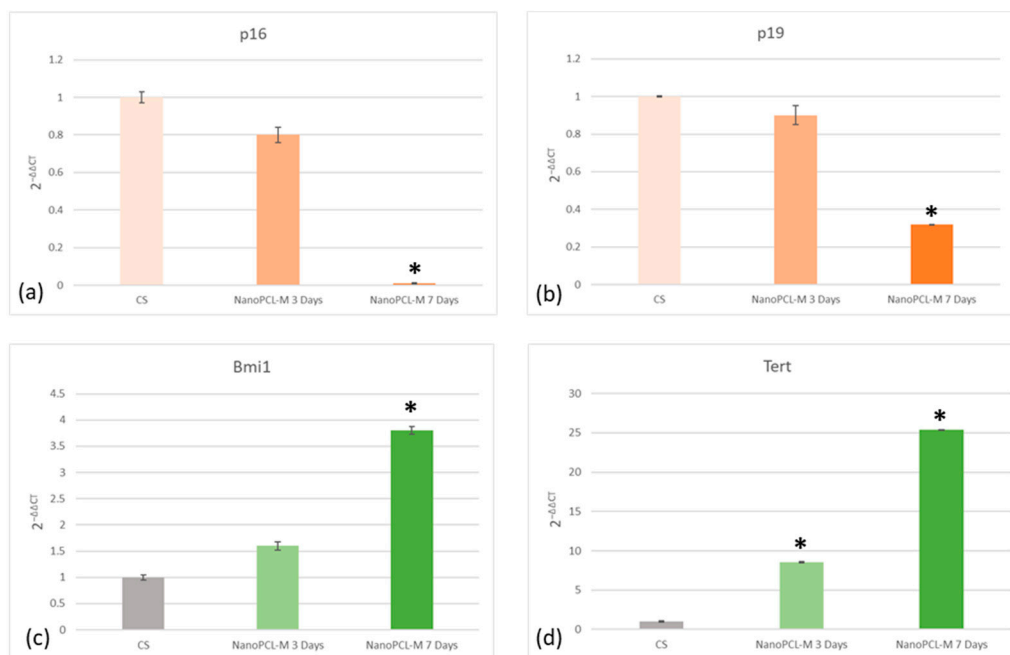 p16
1.2
1
0.8
0.6
0.4
0.2
0
2^-ΔΔCT
*
CS
NanoPCL-M 3 Days
NanoPCL-M 7 Days
(a)
p19
1.2
1
0.8
0.6
0.4
0.2
0
2^-ΔΔCT
*
CS
NanoPCL-M 3 Days
NanoPCL-M 7 Days
(b)
Bmi1
4.5
4
3.5
3
2.5
2
1.5
1
0.5
0
2^-ΔΔCT
*
CS
NanoPCL-M 3 Days
NanoPCL-M 7 Days
(c)
Tert
30
25
20
15
10
5
0
2^-ΔΔCT
*
*
CS
NanoPCL-M 3 Days
NanoPCL-M 7 Days
(d)